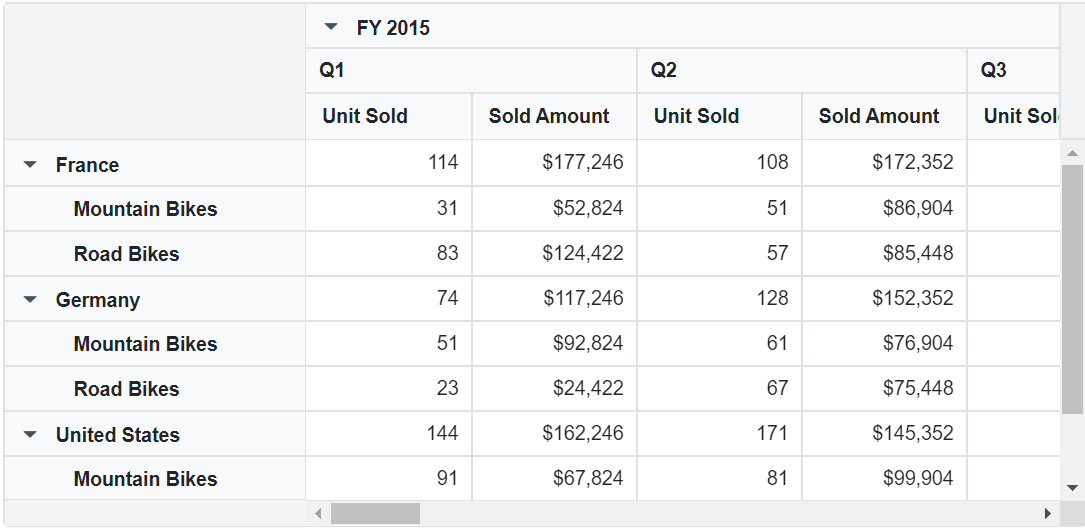 FY 2015
Q1 Q2 Q3
Unit Sold Sold Amount Unit Sold Sold Amount Unit
France 114 $177,246 108 $172,352
Mountain Bikes 31 $52,824 51 $86,904
Road Bikes 83 $124,422 57 $85,448
Germany 74 $117,246 128 $152,352
Mountain Bikes 51 $92,824 61 $76,904
Road Bikes 23 $24,422 67 $75,448
United States 144 $162,246 171 $145,352
Mountain Bikes 91 $67,824 81 $99,904